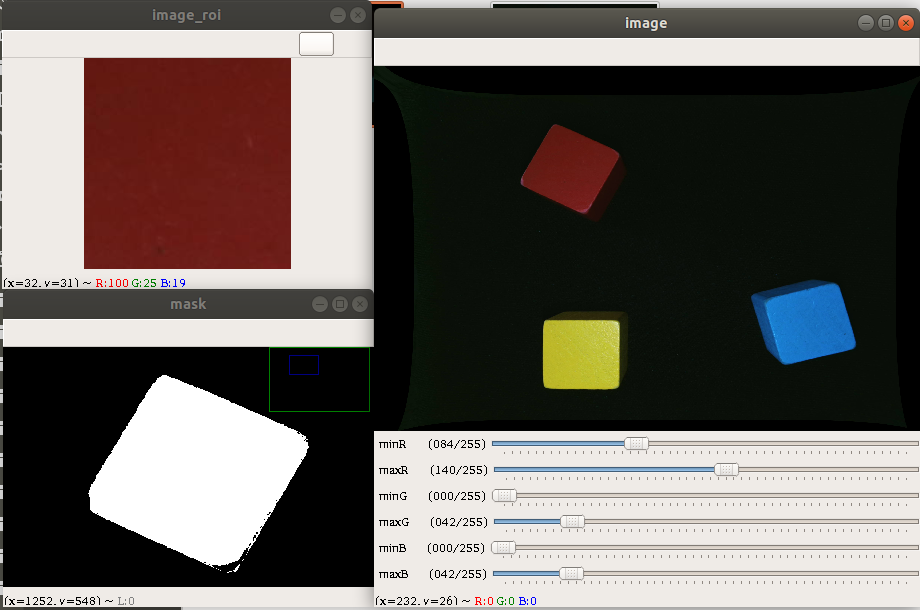 image_roi
(x=32, y=31) ~ R:100 G:25 B:19
mask
(x=1252, y=548) ~ L:0
image
minR (084/255)
maxR (140/255)
minG (000/255)
maxG (042/255)
minB (000/255)
maxB (042/255)
(x=232, y=26) ~ R:0 G:0 B:0